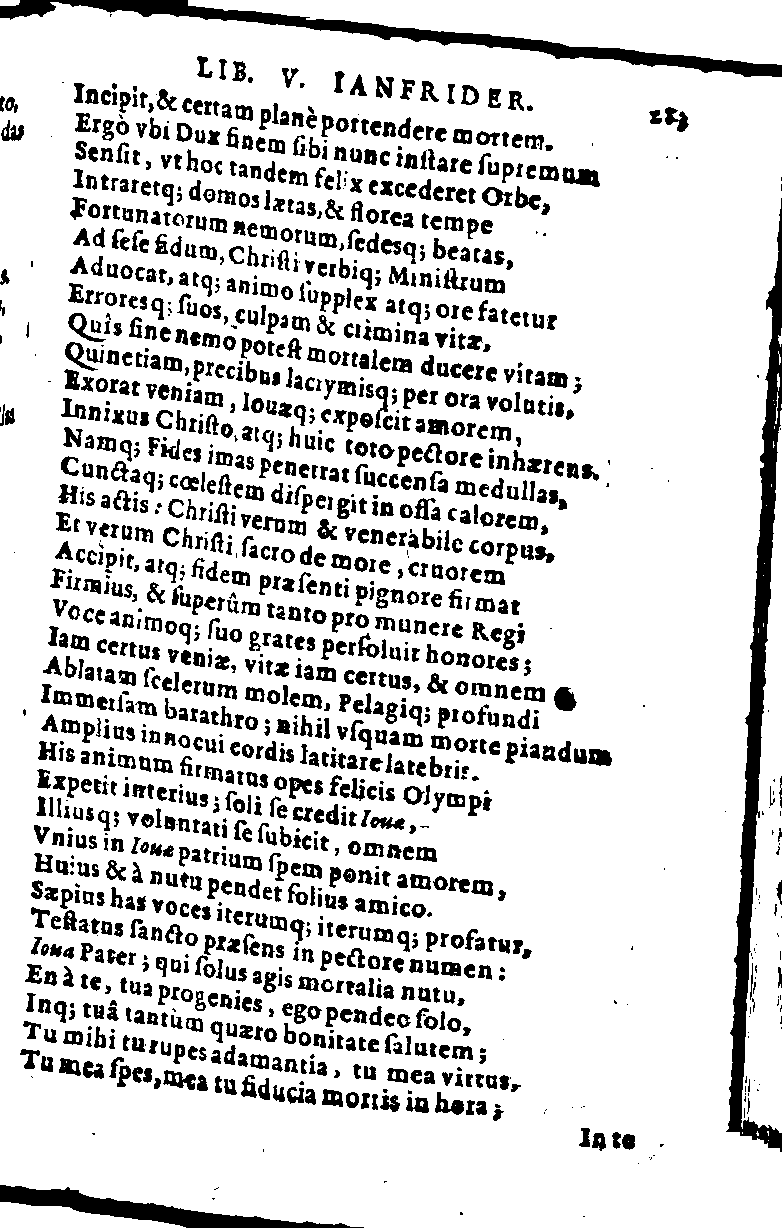 LIB. V. IANFRIDER.
Incipit, & certam planè portendere mortem.
Ergò vbi Dux finem ſibi nunc inſtare ſupremum
Senſit, vt hoc tandem felix excederet Orbe,
Intraretq; domos lætas, & florea tempe
Fortunatorum nemorum, ſedesq; beatas,
Ad ſeſe fidum, Chriſti verbiq; Miniſtrum
Aduocat, atq; animo ſupplex atq; ore fatetur
Erroresq; ſuos, culpam & crimina vitæ,
Quîs ſine nemo poteſt mortalem ducere vitam;
Quinetiam, precibus lacrymisq; per ora volutis,
Exorat veniam, Iouæq; expoſcit amorem,
Innixus Chriſto, atq; huic toto pectore inhærens.
Namq; Fides imas penetrat ſuccenſa medullas,
Cunctaq; cœleſtem diſpergit in oſſa calorem,
His actis: Chriſti verum & venerabile corpus,
Et verum Chriſti, ſacro de more, cruorem
Accipit, atq; fidem præſenti pignore firmat
Firmius, & ſuperûm tanto pro munere Regi
Voce animoq; ſuo grates perſoluit honores;
Iam certus veniæ, vitæ iam certus, & omnem
Ablatam ſcelerum molem, Pelagiq; profundi
Immerſam barathro; nihil vſquam morte piandum
Amplius innocui cordis latitare latebris.
His animum firmatus opes felicis Olympi
Expetit interius; ſoli ſe credit Iouæ,
Illiusq; voluntati ſe ſubicit, omnem
Vnius in Iouæ patrium ſpem ponit amorem,
Huius & à nutu pendet ſolius amico.
Sæpius has voces iterumq; iterumq; profatur,
Teſtatus ſancto præſens in pectore numen:
Ioua Pater; qui ſolus agis mortalia nutu,
En à te, tua progenies, ego pendeo ſolo,
Inq; tuâ tantùm quæro bonitate ſalutem;
Tu mihi tu rupes adamantia, tu mea virtus,
Tu mea ſpes, mea tu fiducia mortis in hora;
In te